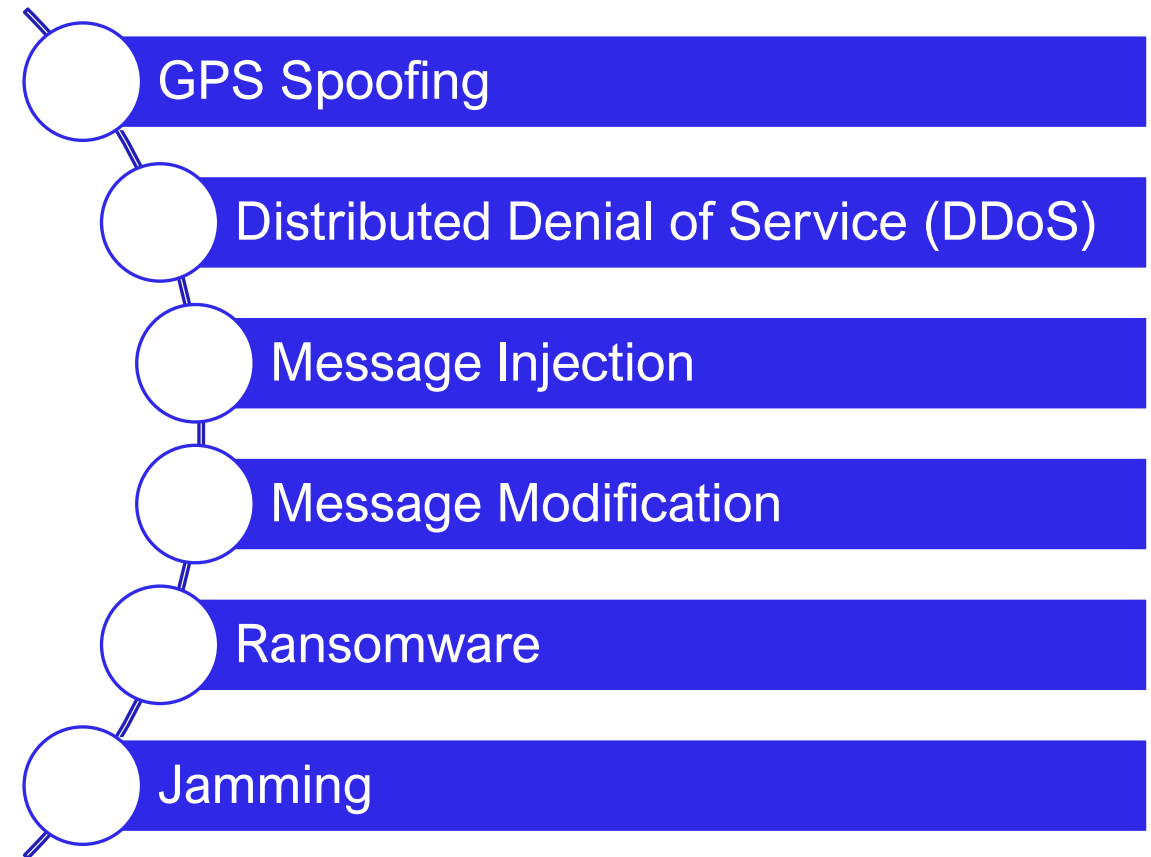 GPS Spoofing
Distributed Denial of Service (DDoS)
Message Injection
Message Modification
Ransomware
Jamming